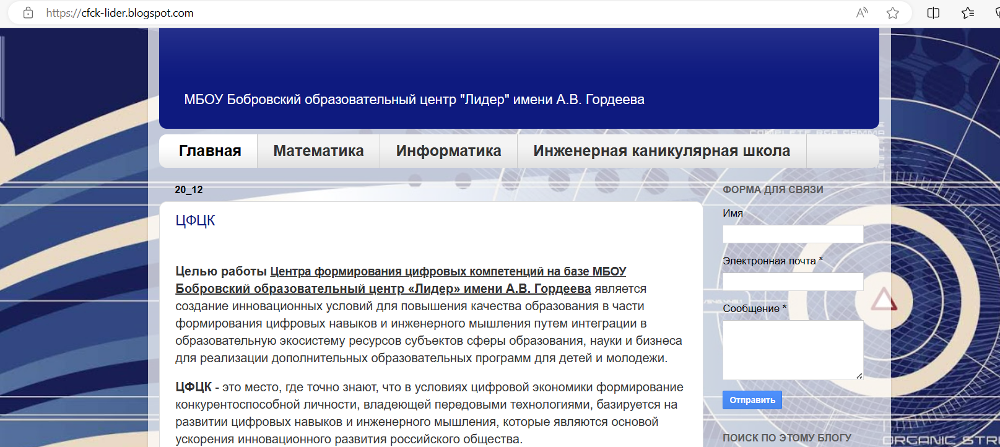 https://cfck-lider.blogspot.com
МБОУ Бобровский образовательный центр "Лидер" имени А.В. Гордеева
Главная
Математика
Информатика
Инженерная каникулярная школа
COMPLETE RGB GAMMA
20_12
ЦФЦК
Целью работы Центра формирования цифровых компетенций на базе МБОУ
Бобровский образовательный центр «Лидер» имени А.В. Гордеева является
создание инновационных условий для повышения качества образования в части
формирования цифровых навыков и инженерного мышления путем интеграции в
образовательную экосистему ресурсов субъектов сферы образования, науки и бизнеса
для реализации дополнительных образовательных программ для детей и молодежи.
ЦФЦК - это место, где точно знают, что в условиях цифровой экономики формирование
конкурентоспособной личности, владеющей передовыми технологиями, базируется на
развитии цифровых навыков и инженерного мышления, которые являются основой
ускорения инновационного развития российского общества.
ФОРМА ДЛЯ СВЯЗИ
Имя
Электронная почта *
Сообщение *
Отправить
ПОИСК ПО ЭТОМУ БЛОГУ
ORGANIC STR